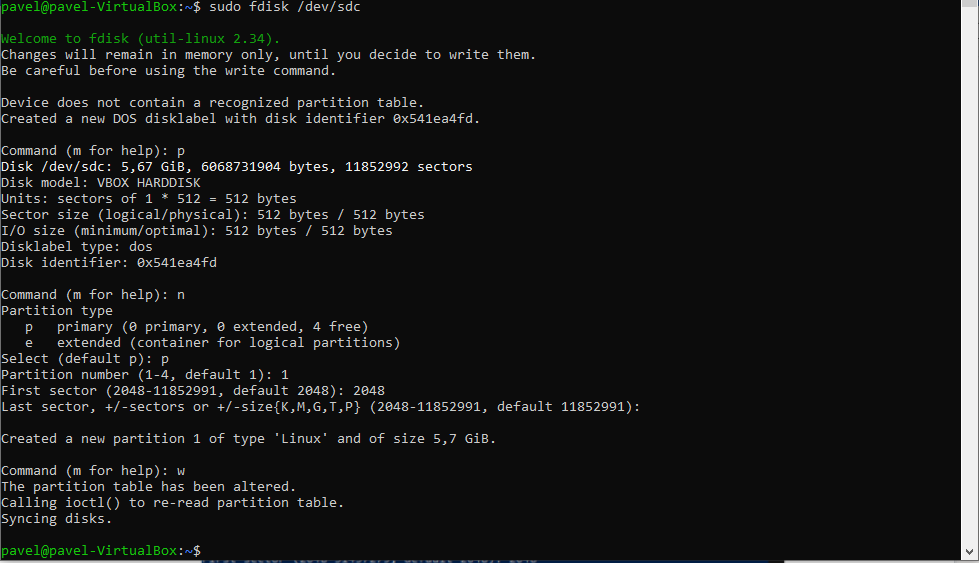 pavel@pavel-VirtualBox:~$ sudo fdisk /dev/sdc
Welcome to fdisk (util-linux 2.34).
Changes will remain in memory only, until you decide to write them.
Be careful before using the write command.
Device does not contain a recognized partition table.
Created a new DOS disklabel with disk identifier 0x541ea4fd.
Command (m for help): p
Disk /dev/sdc: 5,67 GiB, 6068731904 bytes, 11852992 sectors
Disk model: VBOX HARDDISK
Units: sectors of 1 * 512 = 512 bytes
Sector size (logical/physical): 512 bytes / 512 bytes
I/O size (minimum/optimal): 512 bytes / 512 bytes
Disklabel type: dos
Disk identifier: 0x541ea4fd
Command (m for help): n
Partition type
   p   primary (0 primary, 0 extended, 4 free)
   e   extended (container for logical partitions)
Select (default p): p
Partition number (1-4, default 1): 1
First sector (2048-11852991, default 2048): 2048
Last sector, +/-sectors or +/-size{K,M,G,T,P} (2048-11852991, default 11852991):
Created a new partition 1 of type 'Linux' and of size 5,7 GiB.
Command (m for help): w
The partition table has been altered.
Calling ioctl() to re-read partition table.
Syncing disks.
pavel@pavel-VirtualBox:~$